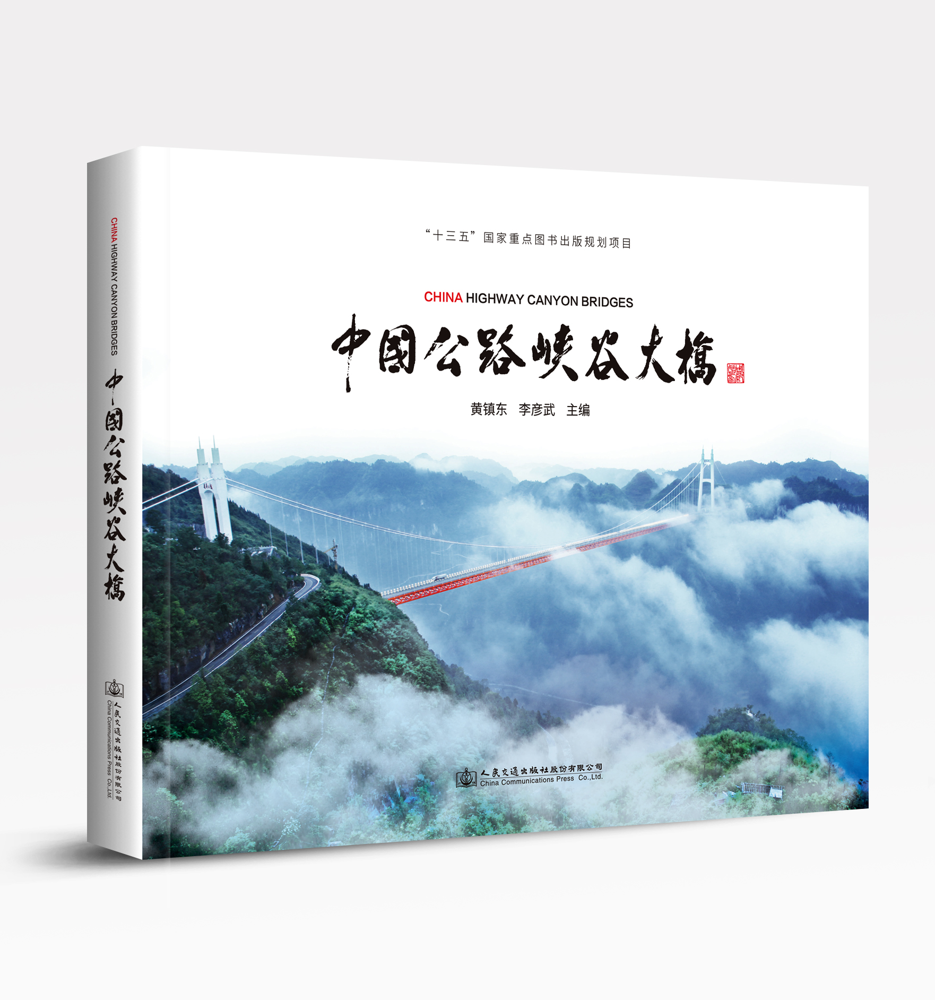 “十三五”国家重点图书出版规划项目
CHINA HIGHWAY CANYON BRIDGES
中國公路峡谷大橋
黄镇东 李彦武 主编
人民交通出版社股份有限公司
China Communications Press Co.,Ltd.
CHINA HIGHWAY CANYON BRIDGES
中國公路峡谷大橋
人民交通出版社股份有限公司
China Communications Press Co.,Ltd.